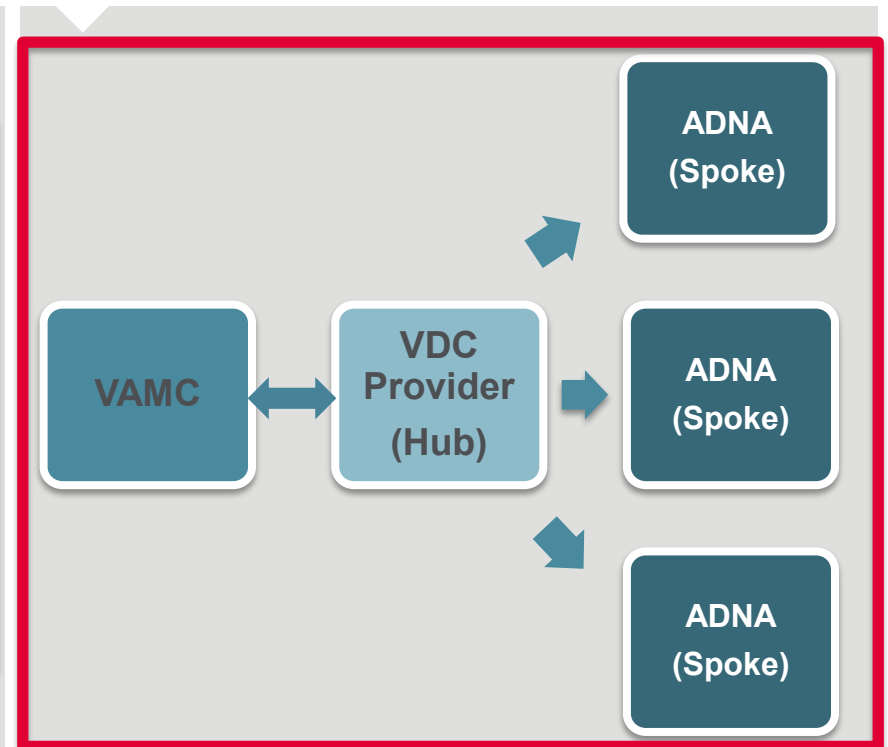 ADNA
(Spoke)
VAMC
VDC
Provider
(Hub)
ADNA
(Spoke)
ADNA
(Spoke)